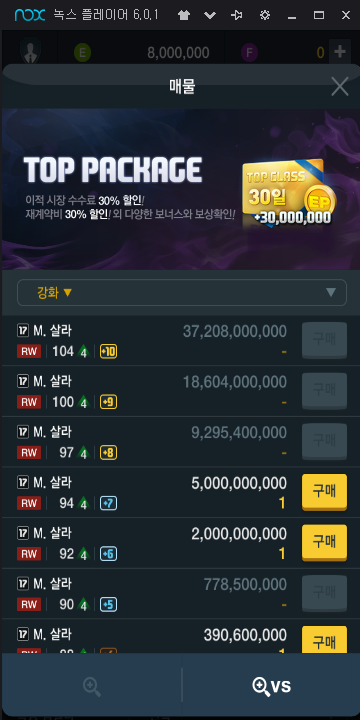 nox 녹스 플레이어 6.0.1
E 8,000,000 F 0 +
매물
TOP PACKAGE
이적 시장 수수료 30% 할인!
재계약비 30% 할인! 외 다양한 보너스와 보상확인!
TOP CLASS
30일
EP
+30,000,000
강화 ▼
17 M. 살라 37,208,000,000 구매
RW 104 4 +10 -
17 M. 살라 18,604,000,000 구매
RW 100 4 +9 -
17 M. 살라 9,295,400,000 구매
RW 97 4 +8 -
17 M. 살라 5,000,000,000 구매
RW 94 4 +7 1
17 M. 살라 2,000,000,000 구매
RW 92 4 +6 1
17 M. 살라 778,500,000 구매
RW 90 4 +5 -
17 M. 살라 390,600,000 구매
RW 88 4
VS